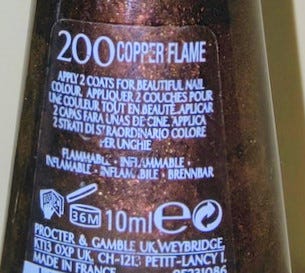 200 COPPER FLAME
APPLY 2 COATS FOR BEAUTIFUL NAIL
COLOUR. APPLIQUER 2 COUCHES POUR
UNE COULEUR TOUT EN BEAUTE. APLICAR
2 CAPAS PARA UNAS DE CINE. APPLICA
2 STRATI DI STRAORDINARIO COLORE
PER UNGHIE
FLAMMABLE. INFLAMMABLE.
INFLAMABLE. INFLAMABILE. BRENNBAR
36M 10ml e
PROCTER & GAMBLE UK, WEYBRIDGE,
KT13 0XP UK. CH-1213 PETIT-LANCY 1.
MADE IN FRANCE